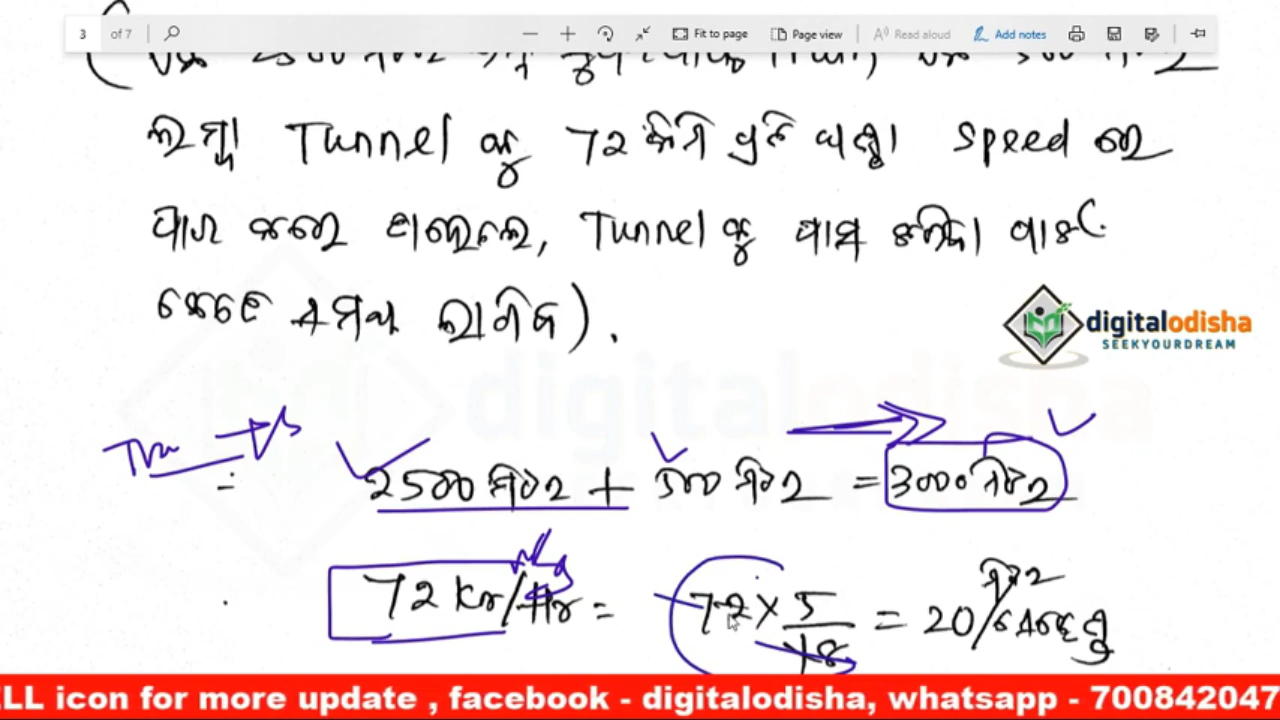 3 of 7 Fit to page Page view Read aloud Add notes
ଲମ୍ବା Tunnel କୁ 72 କିମି ପ୍ରତି ଘଣ୍ଟା Speed ରେ
ପାର କରେ ତାହେଲେ, Tunnel କୁ ପାସ କରିବା ପାଇଁ
କେତେ ସମୟ ଲାଗିବ).
digitalodisha
SEEKYOURDREAM
= 2500 ମିଟର + 500 ମିଟର = 3000 ମିଟର
72 Km/Hr = 72 × 5/18 = 20 ମିଟର/ସେକେଣ୍ଡ
ELL icon for more update , facebook - digitalodisha, whatsapp - 700842047